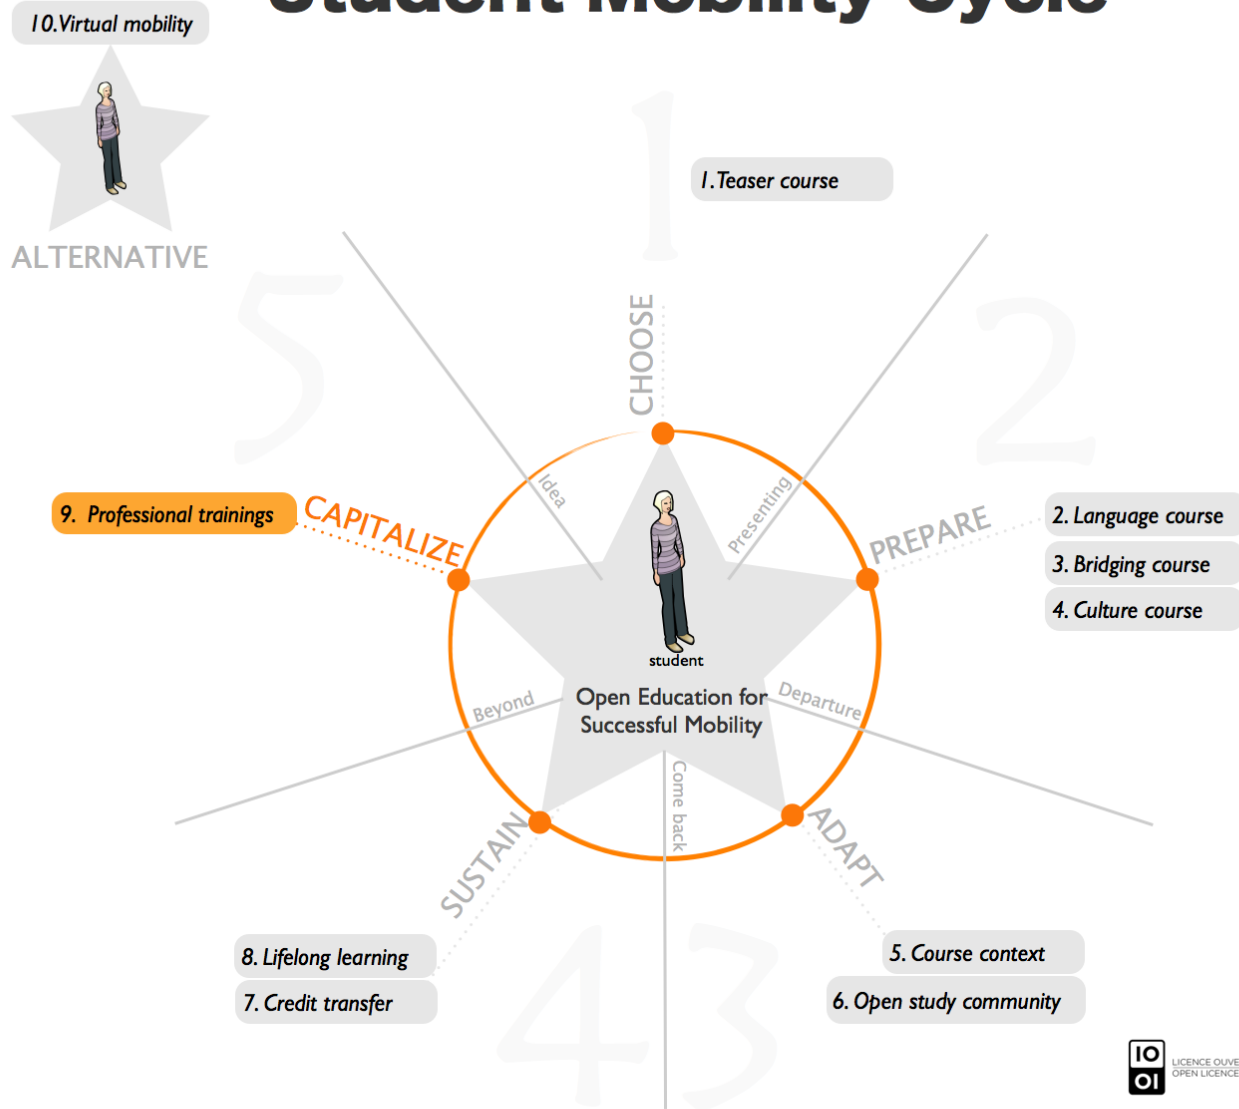 Student Mobility Cycle
10. Virtual mobility
ALTERNATIVE
1
1. Teaser course
CHOOSE
5
2
Idea
Presenting
9. Professional trainings
CAPITALIZE
PREPARE
2. Language course
3. Bridging course
4. Culture course
student
Open Education for
Successful Mobility
Beyond
Departure
Come back
SUSTAIN
ADAPT
8. Lifelong learning
7. Credit transfer
4
3
5. Course context
6. Open study community
IO
OI
LICENCE OUVE
OPEN LICENCE